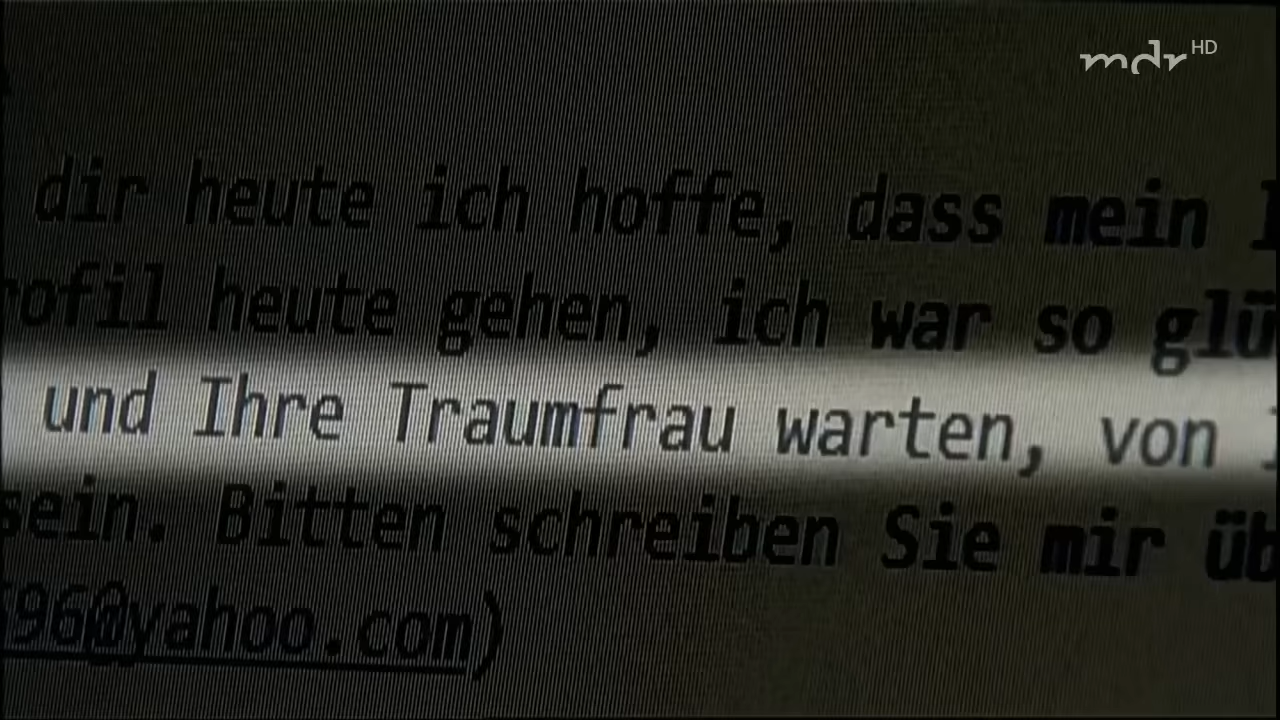 mdr HD
dir heute ich hoffe, dass mein
rofil heute gehen, ich war so glü
und Ihre Traumfrau warten, von
sein. Bitten schreiben Sie mir üb
96@yahoo.com)